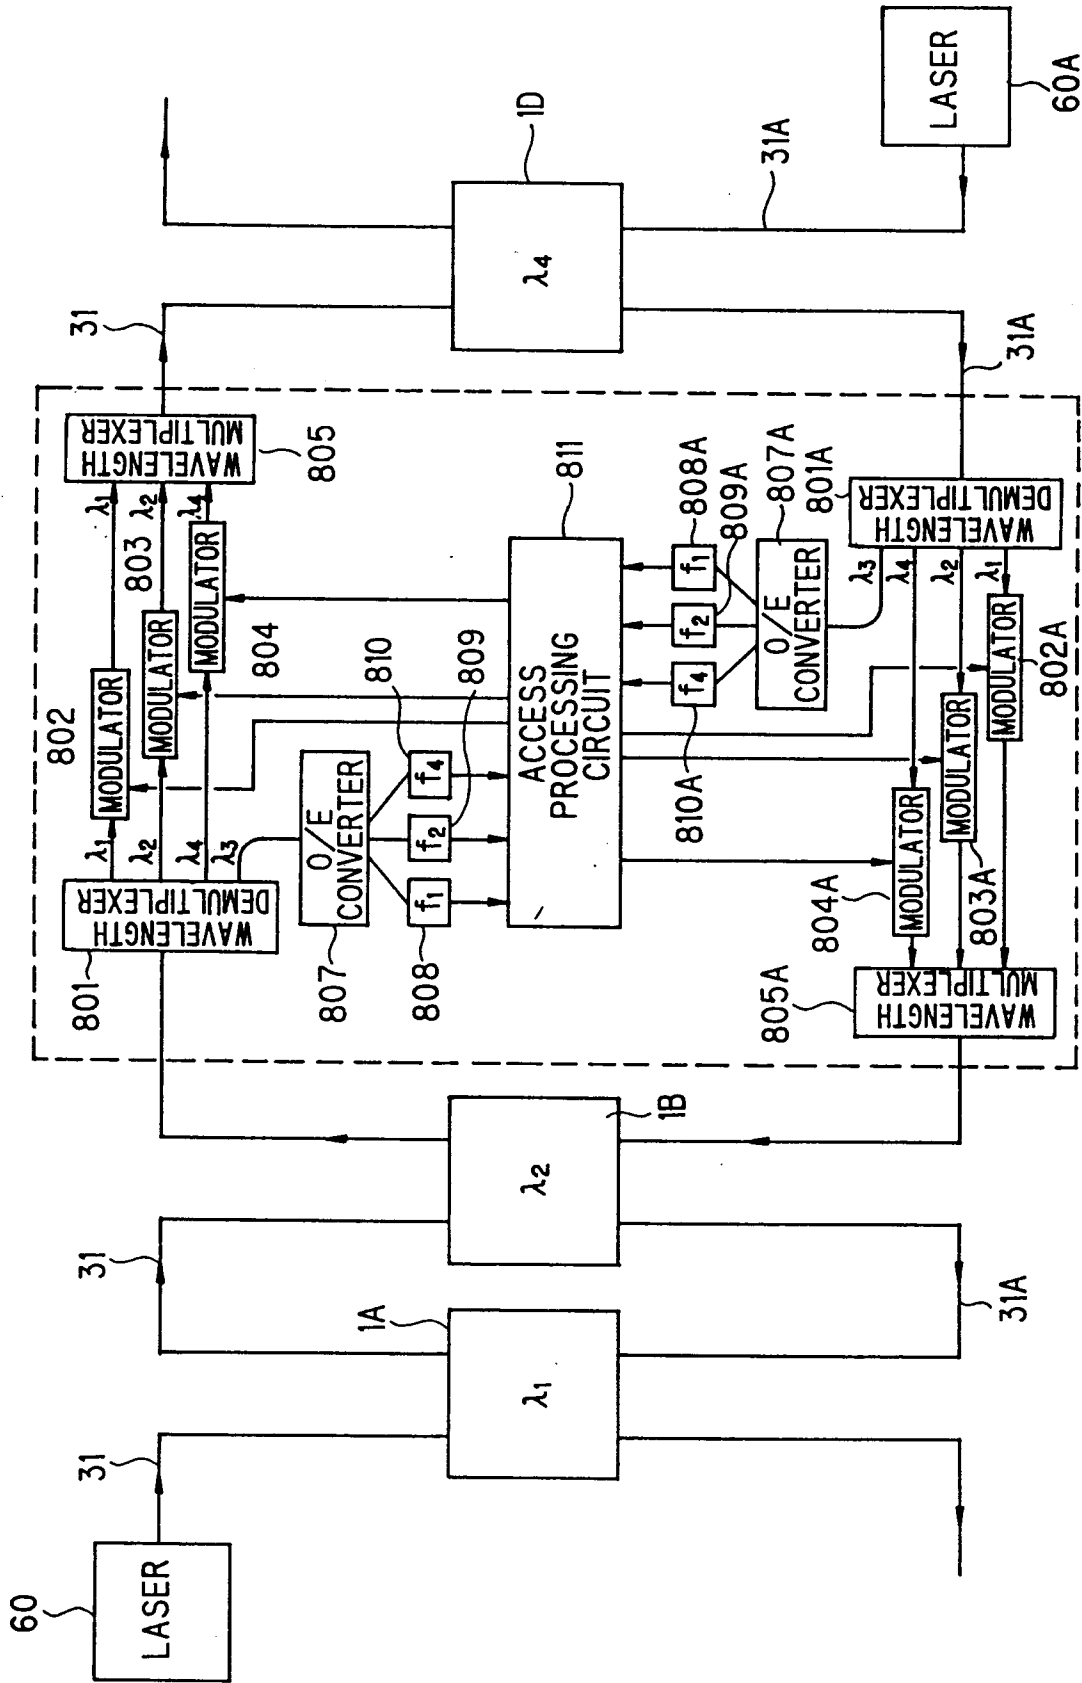 60
LASER
31
1A
λ1
31
λ2
1B
31A
801
WAVELENGTH
DEMULTIPLEXER
λ1
λ2
λ4
λ3
802
MODULATOR
MODULATOR
803
MODULATOR
804
λ1
λ2
λ4
WAVELENGTH
MULTIPLEXER
805
31
807
O/E
CONVERTER
808
f1
f2
f4
810
809
ACCESS
PROCESSING
CIRCUIT
811
f4
f2
f1
808A
809A
810A
O/E
CONVERTER
807A
801A
WAVELENGTH
DEMULTIPLEXER
λ3
λ4
λ2
λ1
804A
MODULATOR
MODULATOR
803A
MODULATOR
802A
805A
WAVELENGTH
MULTIPLEXER
1D
λ4
31A
31A
LASER
60A